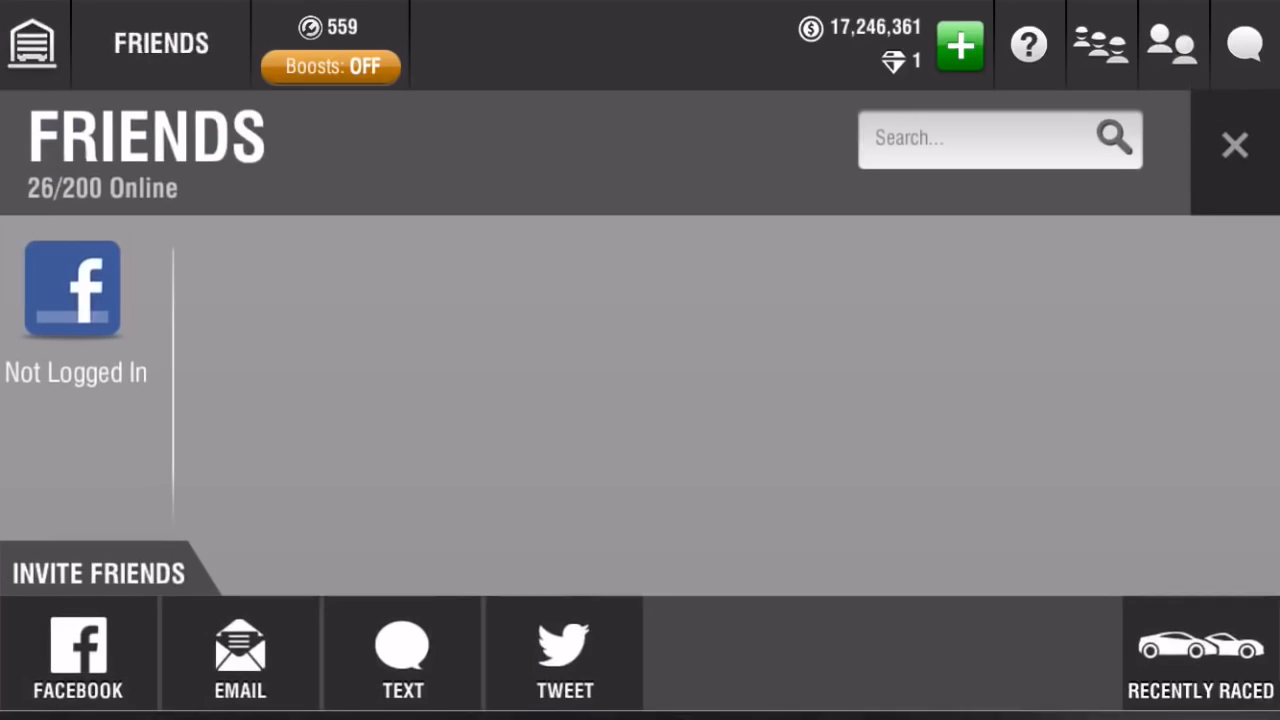 FRIENDS
559
Boosts: OFF
17,246,361
1
FRIENDS
26/200 Online
Search...
Not Logged In
INVITE FRIENDS
FACEBOOK
EMAIL
TEXT
TWEET
RECENTLY RACED